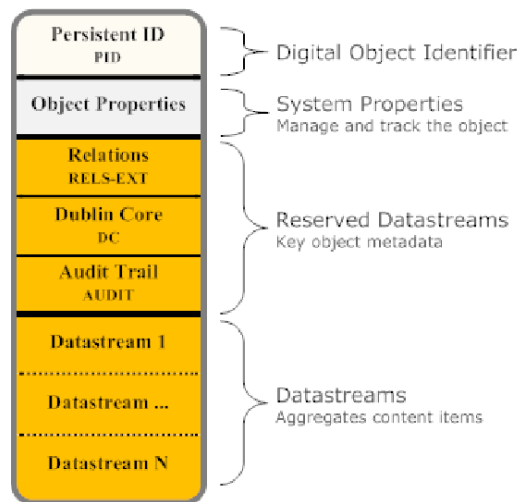 Persistent ID
PID
Digital Object Identifier
Object Properties
System Properties
Manage and track the object
Relations
RELS-EXT
Dublin Core
DC
Audit Trail
AUDIT
Reserved Datastreams
Key object metadata
Datastream 1
Datastream ...
Datastream N
Datastreams
Aggregates content items